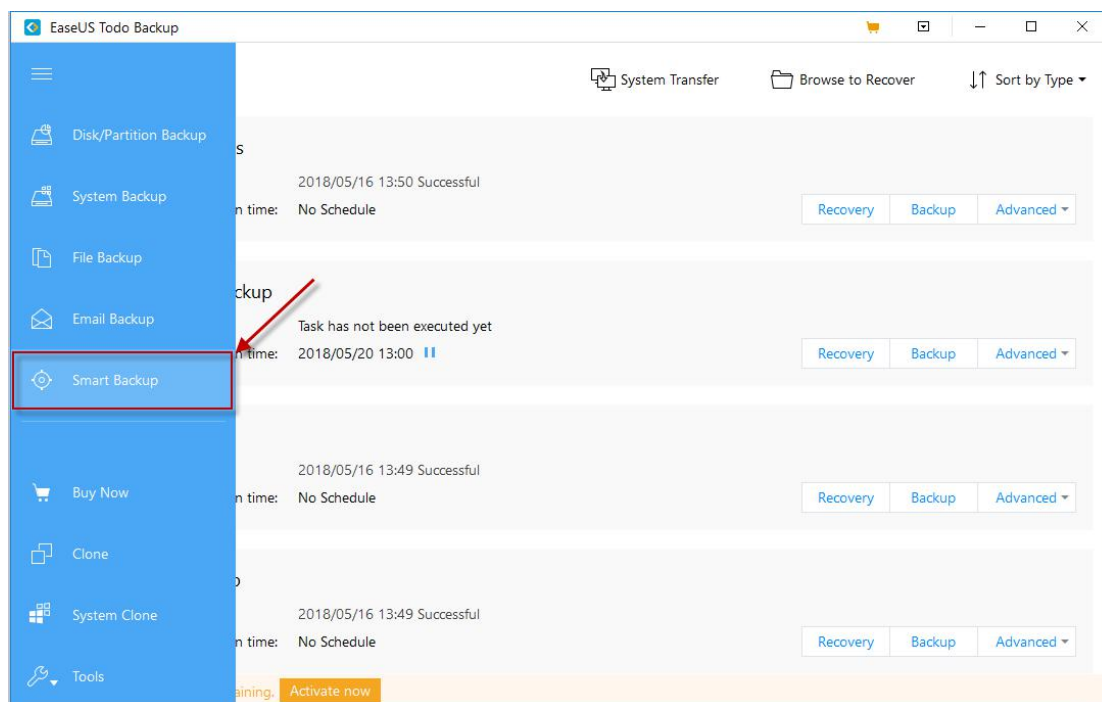 EaseUS Todo Backup
System Transfer
Browse to Recover
Sort by Type
Disk/Partition Backup
System Backup
File Backup
Email Backup
Smart Backup
Buy Now
Clone
System Clone
Tools
s
2018/05/16 13:50 Successful
n time: No Schedule
Recovery Backup Advanced
ckup
Task has not been executed yet
n time: 2018/05/20 13:00
Recovery Backup Advanced
2018/05/16 13:49 Successful
n time: No Schedule
Recovery Backup Advanced
2018/05/16 13:49 Successful
n time: No Schedule
Recovery Backup Advanced
aining. Activate now